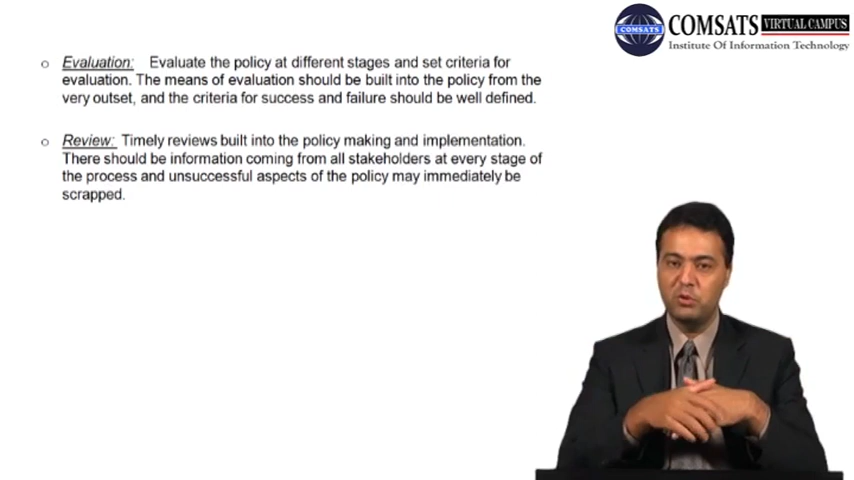 COMSATS VIRTUAL CAMPUS
COMSATS
Institute Of Information Technology
o Evaluation: Evaluate the policy at different stages and set criteria for
evaluation. The means of evaluation should be built into the policy from the
very outset, and the criteria for success and failure should be well defined.
o Review: Timely reviews built into the policy making and implementation.
There should be information coming from all stakeholders at every stage of
the process and unsuccessful aspects of the policy may immediately be
scrapped.